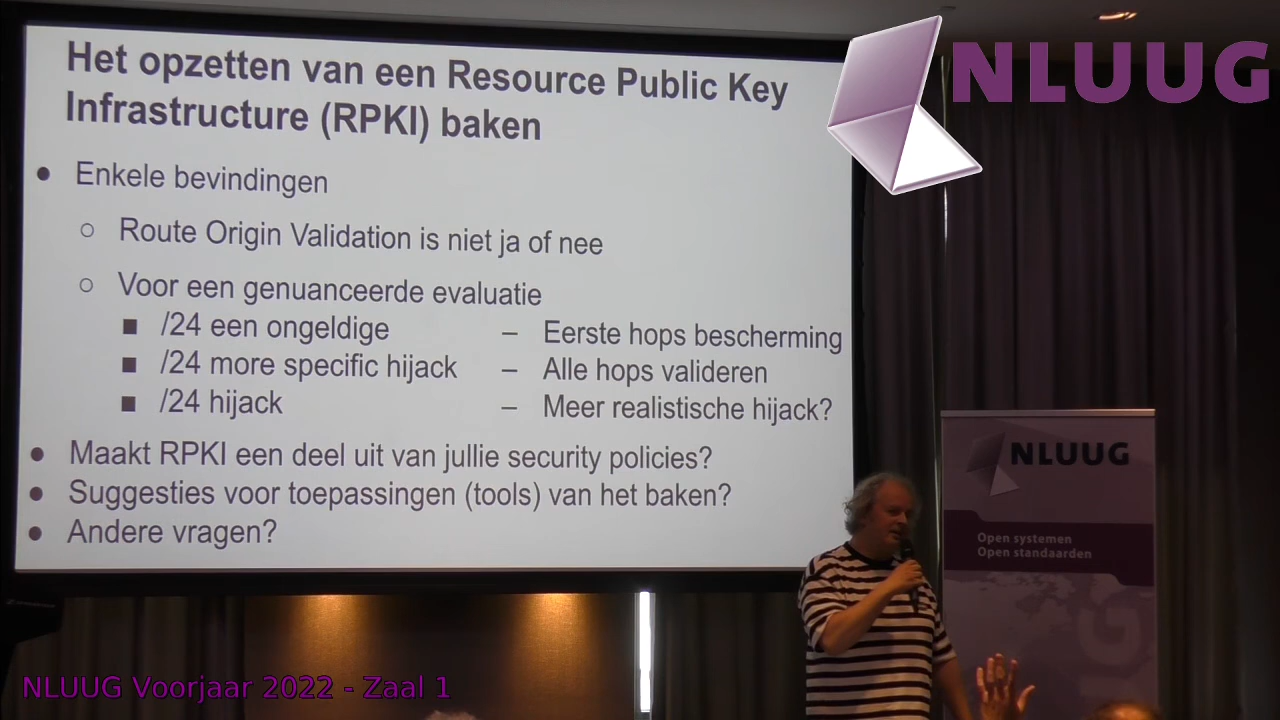 Het opzetten van een Resource Public Key
Infrastructure (RPKI) baken
● Enkele bevindingen
○ Route Origin Validation is niet ja of nee
○ Voor een genuanceerde evaluatie
■ /24 een ongeldige – Eerste hops bescherming
■ /24 more specific hijack – Alle hops valideren
■ /24 hijack – Meer realistische hijack?
● Maakt RPKI een deel uit van jullie security policies?
● Suggesties voor toepassingen (tools) van het baken?
● Andere vragen?
NLUUG
NLUUG
Open systemen
Open standaarden
NLUUG Voorjaar 2022 - Zaal 1